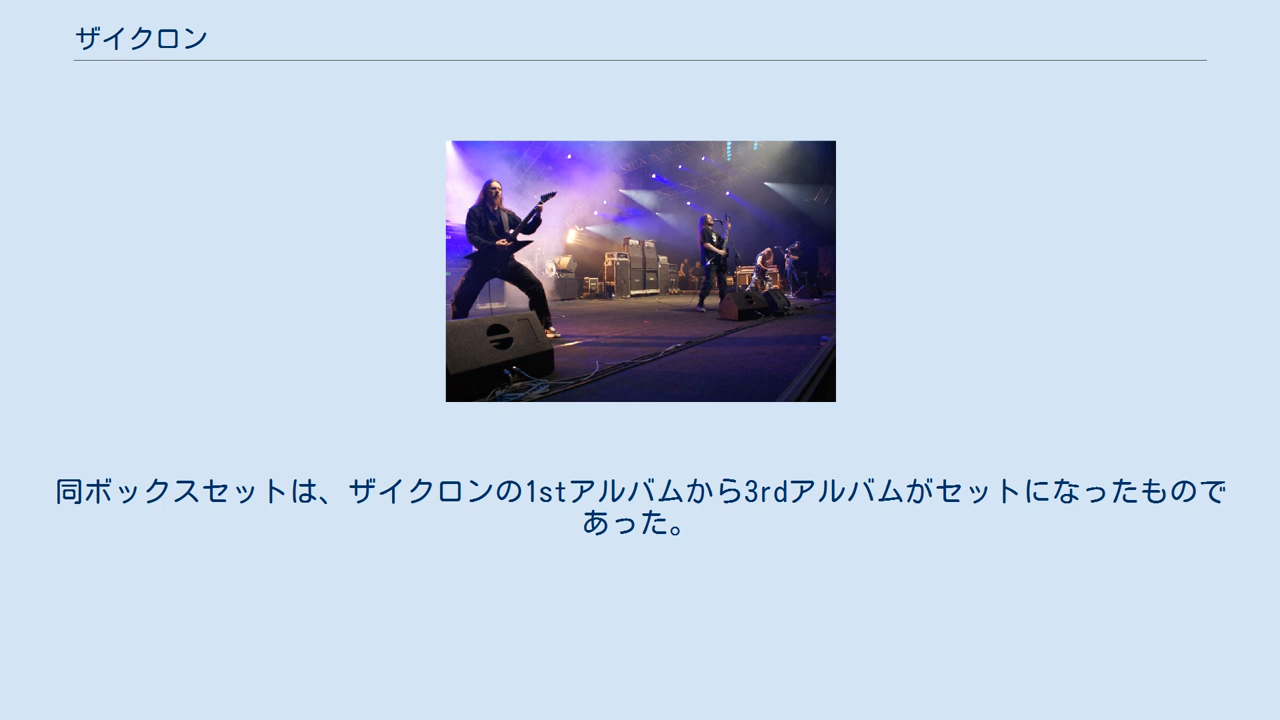 ザイクロン
同ボックスセットは、ザイクロンの1stアルバムから3rdアルバムがセットになったもので
あった。